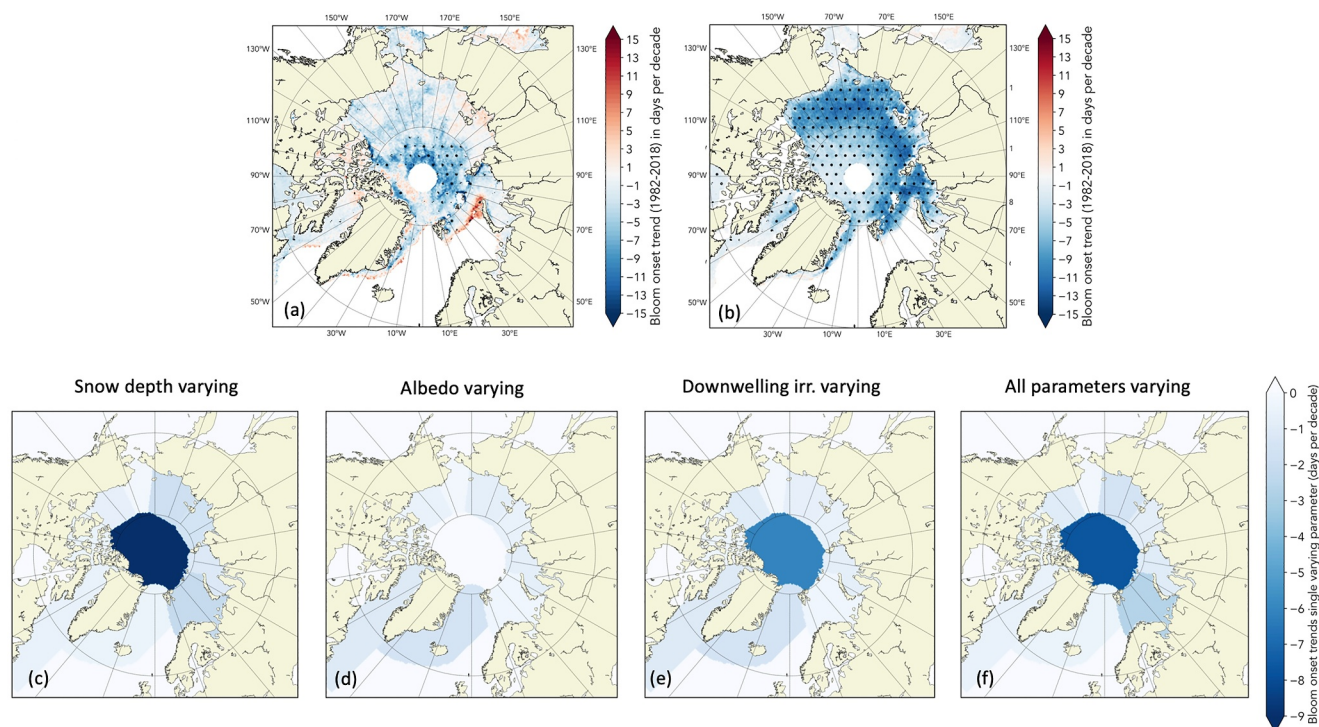 150°W 170°W 170°E 150°E
130°W 130°E
110°W 110°E
90°W 90°E
70°W 70°E
50°W 50°E
30°W 10°W 10°E 30°E
(a)
15
13
11
9
7
5
3
1
−1
−3
−5
−7
−9
−11
−13
−15
Bloom onset trend (1982-2018) in days per decade
150°W 70°W 70°E 150°E
130°W 130°E
1
110°W 110°E
1
90°W 90°E
8
70°W 70°E
50°W 50°E
30°W 10°W 10°E 30°E
(b)
15
13
11
9
7
5
3
1
−1
−3
−5
−7
−9
−11
−13
−15
Bloom onset trend (1982-2018) in days per decade
Snow depth varying
(c)
Albedo varying
(d)
Downwelling irr. varying
(e)
All parameters varying
(f)
0
−1
−2
−3
−4
−5
−6
−7
−8
−9
Bloom onset trends single varying parameter (days per decade)